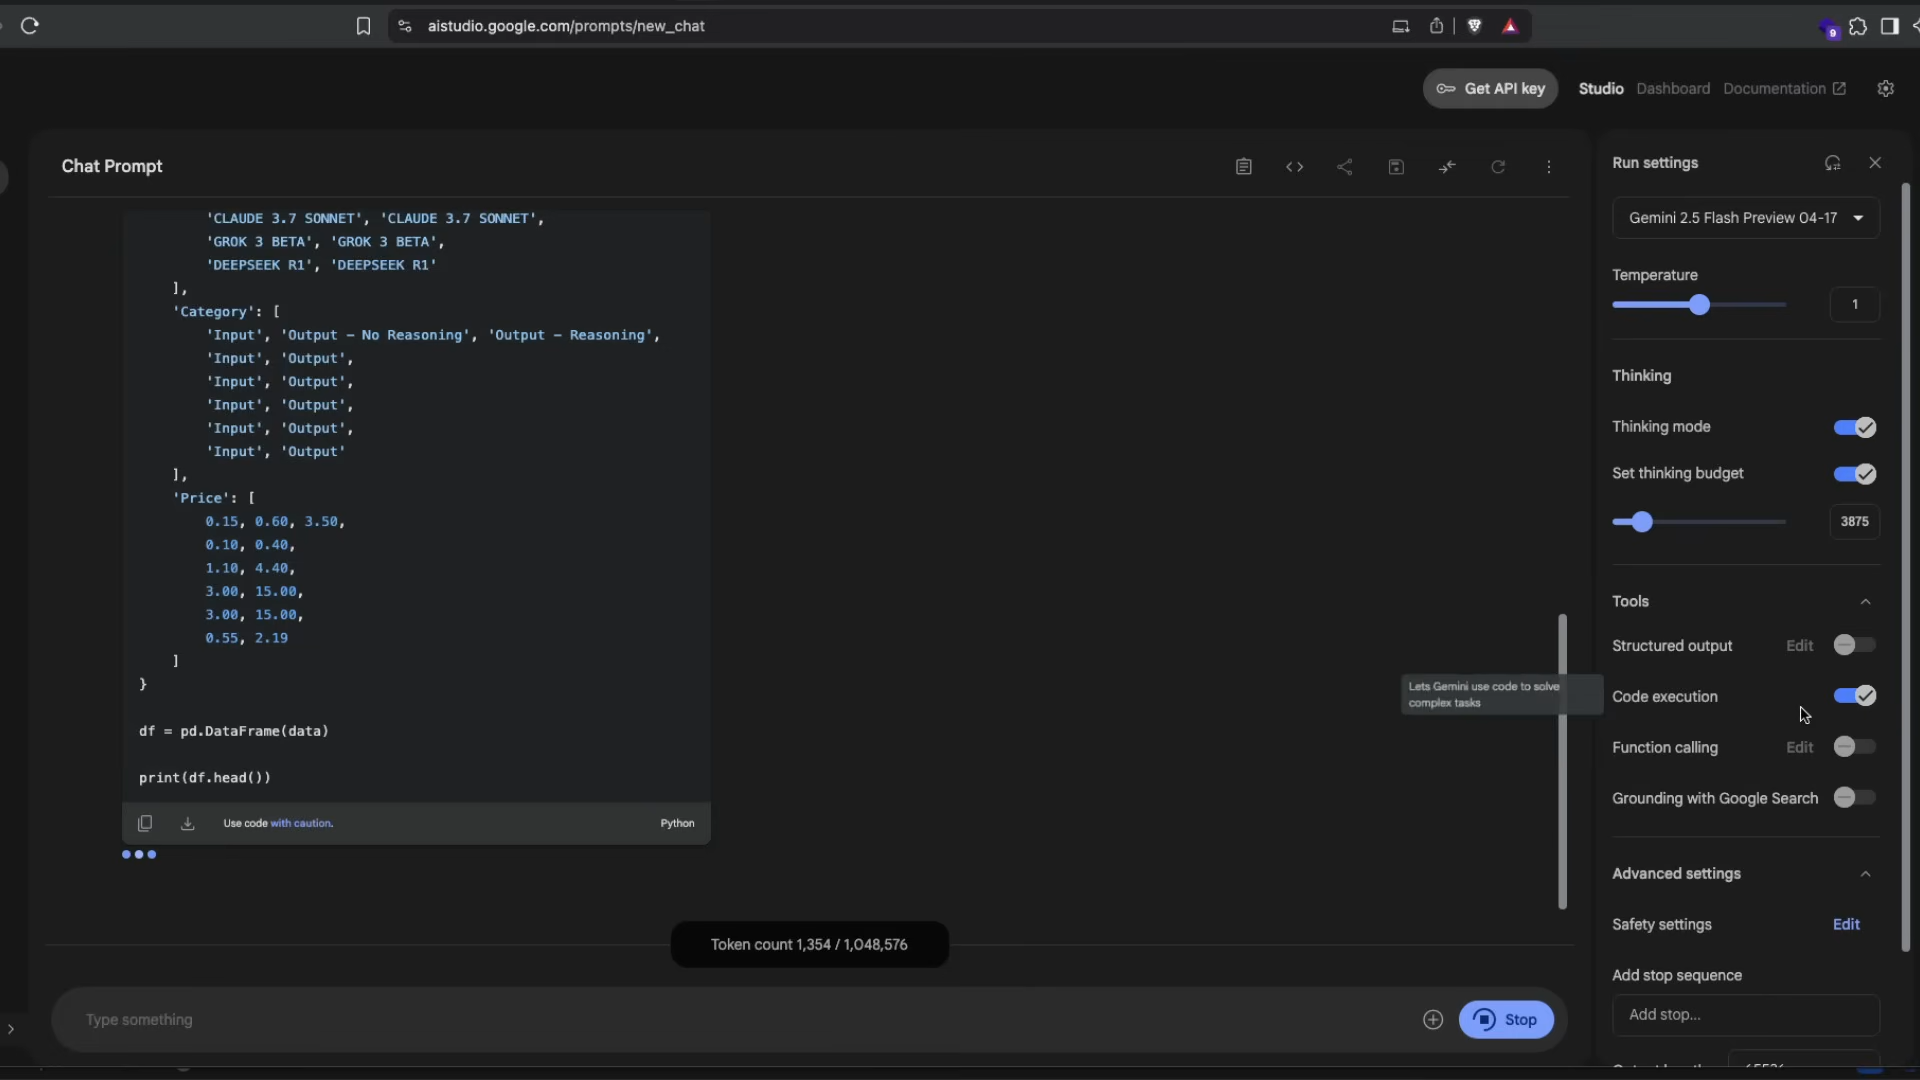 aistudio.google.com/prompts/new_chat
9
Get API key
Studio
Dashboard
Documentation
Chat Prompt
'CLAUDE 3.7 SONNET', 'CLAUDE 3.7 SONNET',
'GROK 3 BETA', 'GROK 3 BETA',
'DEEPSEEK R1', 'DEEPSEEK R1'
],
'Category': [
'Input', 'Output – No Reasoning', 'Output – Reasoning',
'Input', 'Output',
'Input', 'Output',
'Input', 'Output',
'Input', 'Output',
'Input', 'Output'
],
'Price': [
0.15, 0.60, 3.50,
0.10, 0.40,
1.10, 4.40,
3.00, 15.00,
3.00, 15.00,
0.55, 2.19
]
}
df = pd.DataFrame(data)
print(df.head())
Use code with caution.
Python
Token count 1,354 / 1,048,576
Type something
Stop
Run settings
Gemini 2.5 Flash Preview 04-17
Temperature
1
Thinking
Thinking mode
Set thinking budget
3875
Tools
Structured output
Edit
Lets Gemini use code to solve
complex tasks
Code execution
Function calling
Edit
Grounding with Google Search
Advanced settings
Safety settings
Edit
Add stop sequence
Add stop...